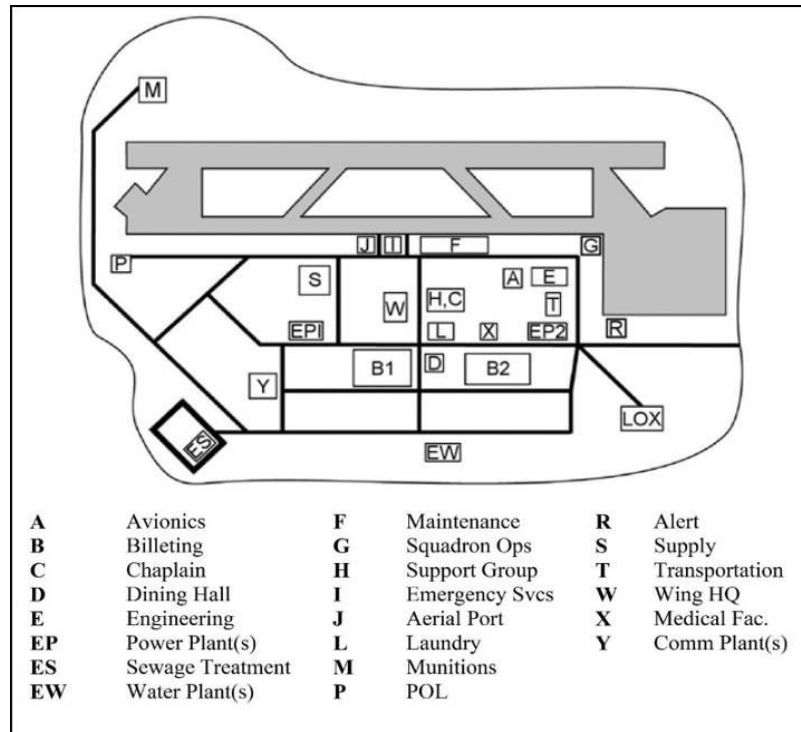 M
J I F G
P
S A E
W H,C T
EP1 L X EP2 R
B1 D B2
Y
LOX
ES
EW
A Avionics F Maintenance R Alert
B Billeting G Squadron Ops S Supply
C Chaplain H Support Group T Transportation
D Dining Hall I Emergency Svcs W Wing HQ
E Engineering J Aerial Port X Medical Fac.
EP Power Plant(s) L Laundry Y Comm Plant(s)
ES Sewage Treatment M Munitions
EW Water Plant(s) P POL